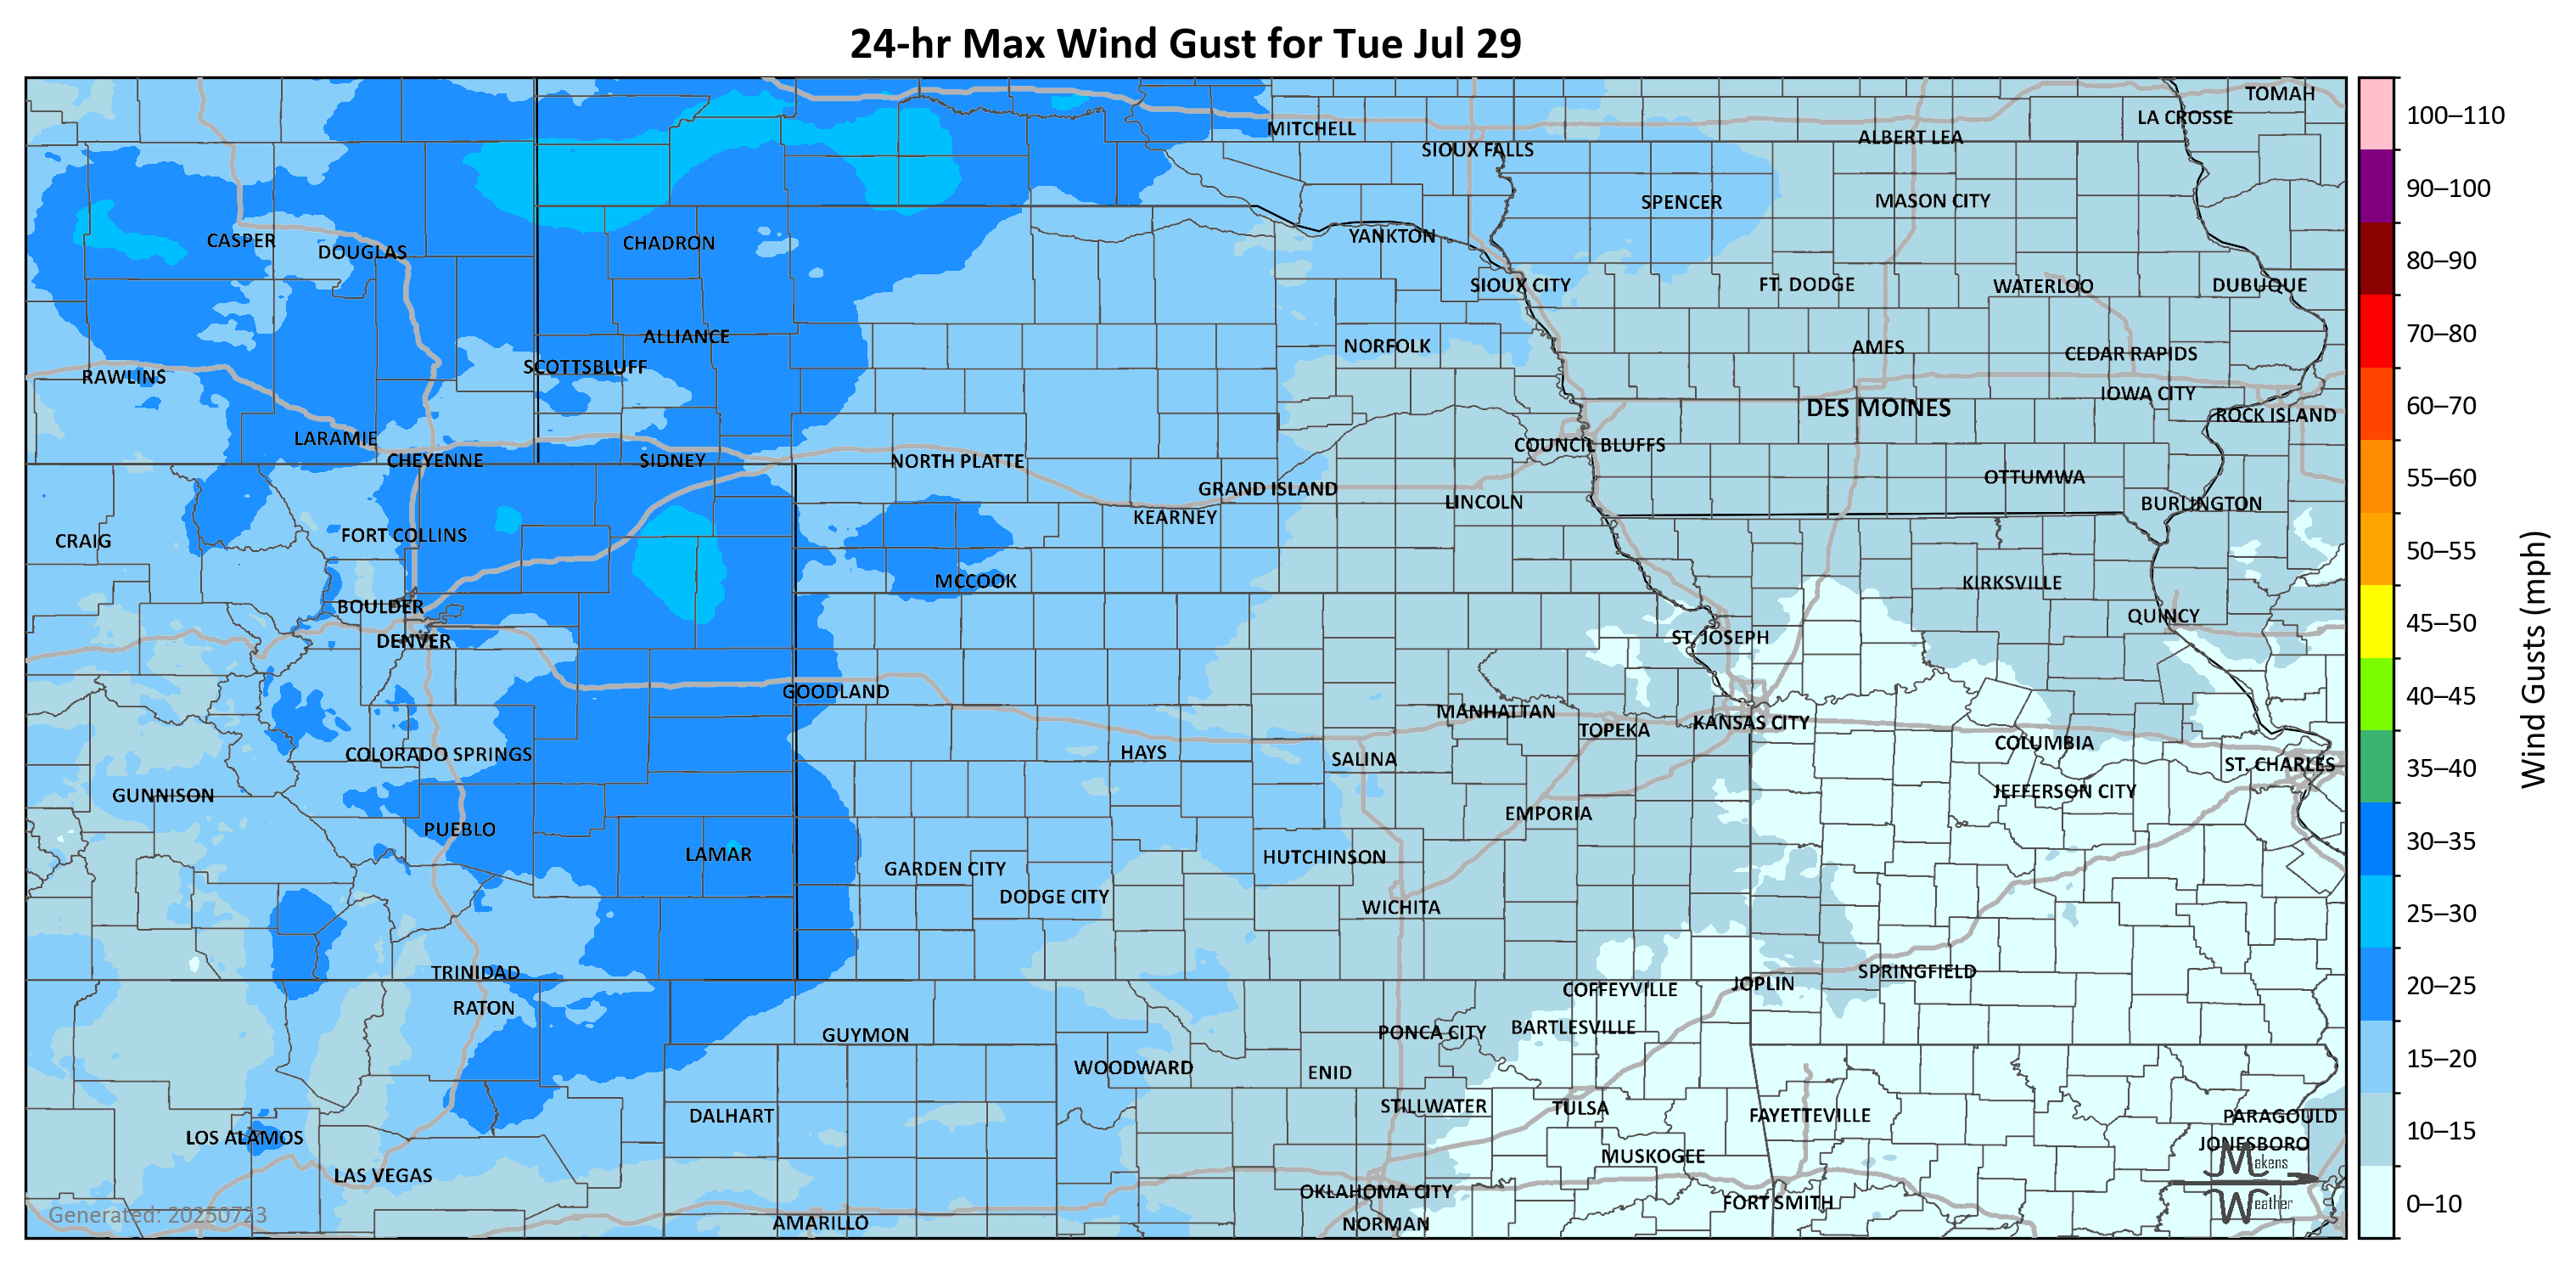 24-hr Max Wind Gust for Tue Jul 29
TOMAH
LA CROSSE
MITCHELL
ALBERT LEA
SIOUX FALLS
SPENCER
MASON CITY
CASPER
DOUGLAS
CHADRON
YANKTON
SIOUX CITY
FT. DODGE
WATERLOO
DUBUQUE
ALLIANCE
NORFOLK
AMES
CEDAR RAPIDS
SCOTTSBLUFF
RAWLINS
IOWA CITY
DES MOINES
ROCK ISLAND
LARAMIE
COUNCIL BLUFFS
CHEYENNE
SIDNEY
NORTH PLATTE
OTTUMWA
GRAND ISLAND
LINCOLN
BURLINGTON
KEARNEY
FORT COLLINS
CRAIG
MCCOOK
KIRKSVILLE
BOULDER
QUINCY
DENVER
ST. JOSEPH
GOODLAND
MANHATTAN
TOPEKA
KANSAS CITY
COLUMBIA
COLORADO SPRINGS
HAYS
SALINA
ST. CHARLES
GUNNISON
JEFFERSON CITY
EMPORIA
PUEBLO
LAMAR
HUTCHINSON
GARDEN CITY
DODGE CITY
WICHITA
TRINIDAD
SPRINGFIELD
JOPLIN
COFFEYVILLE
RATON
GUYMON
PONCA CITY
BARTLESVILLE
WOODWARD
ENID
STILLWATER
TULSA
DALHART
FAYETTEVILLE
PARAGOULD
LOS ALAMOS
JONESBORO
MUSKOGEE
LAS VEGAS
OKLAHOMA CITY
FORT SMITH
AMARILLO
NORMAN
Generated: 20250723
Makens
Weather
100–110
90–100
80–90
70–80
60–70
55–60
50–55
45–50
40–45
35–40
30–35
25–30
20–25
15–20
10–15
0–10
Wind Gusts (mph)